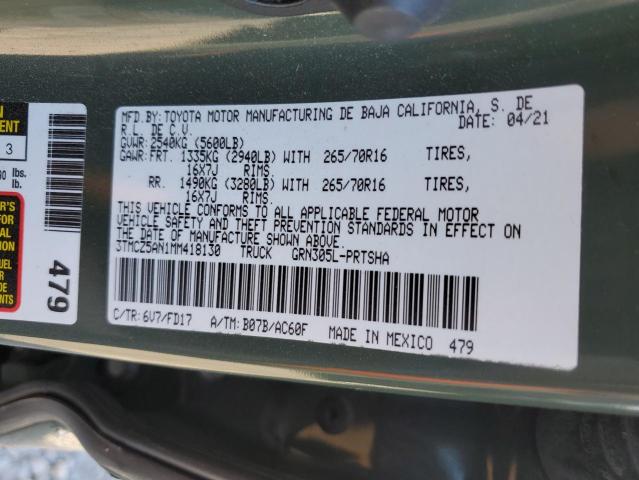 MFD.BY:TOYOTA MOTOR MANUFACTURING DE BAJA CALIFORNIA, S. DE
R.L. DE C.V. DATE: 04/21
GVWR:2540KG (5600LB)
GAWR:FRT. 1335KG (2940LB) WITH 265/70R16 TIRES,
16X7J RIMS.
RR. 1490KG (3280LB) WITH 265/70R16 TIRES,
16X7J RIMS.
THIS VEHICLE CONFORMS TO ALL APPLICABLE FEDERAL MOTOR
VEHICLE SAFETY AND THEFT PREVENTION STANDARDS IN EFFECT ON
THE DATE OF MANUFACTURE SHOWN ABOVE.
3TMCZ5AN1MM418130 TRUCK GRN305L-PRTSHA
C/TR: 6V7/FD17 A/TM: B07B/AC60F MADE IN MEXICO 479
3
lbs.
lb.
479